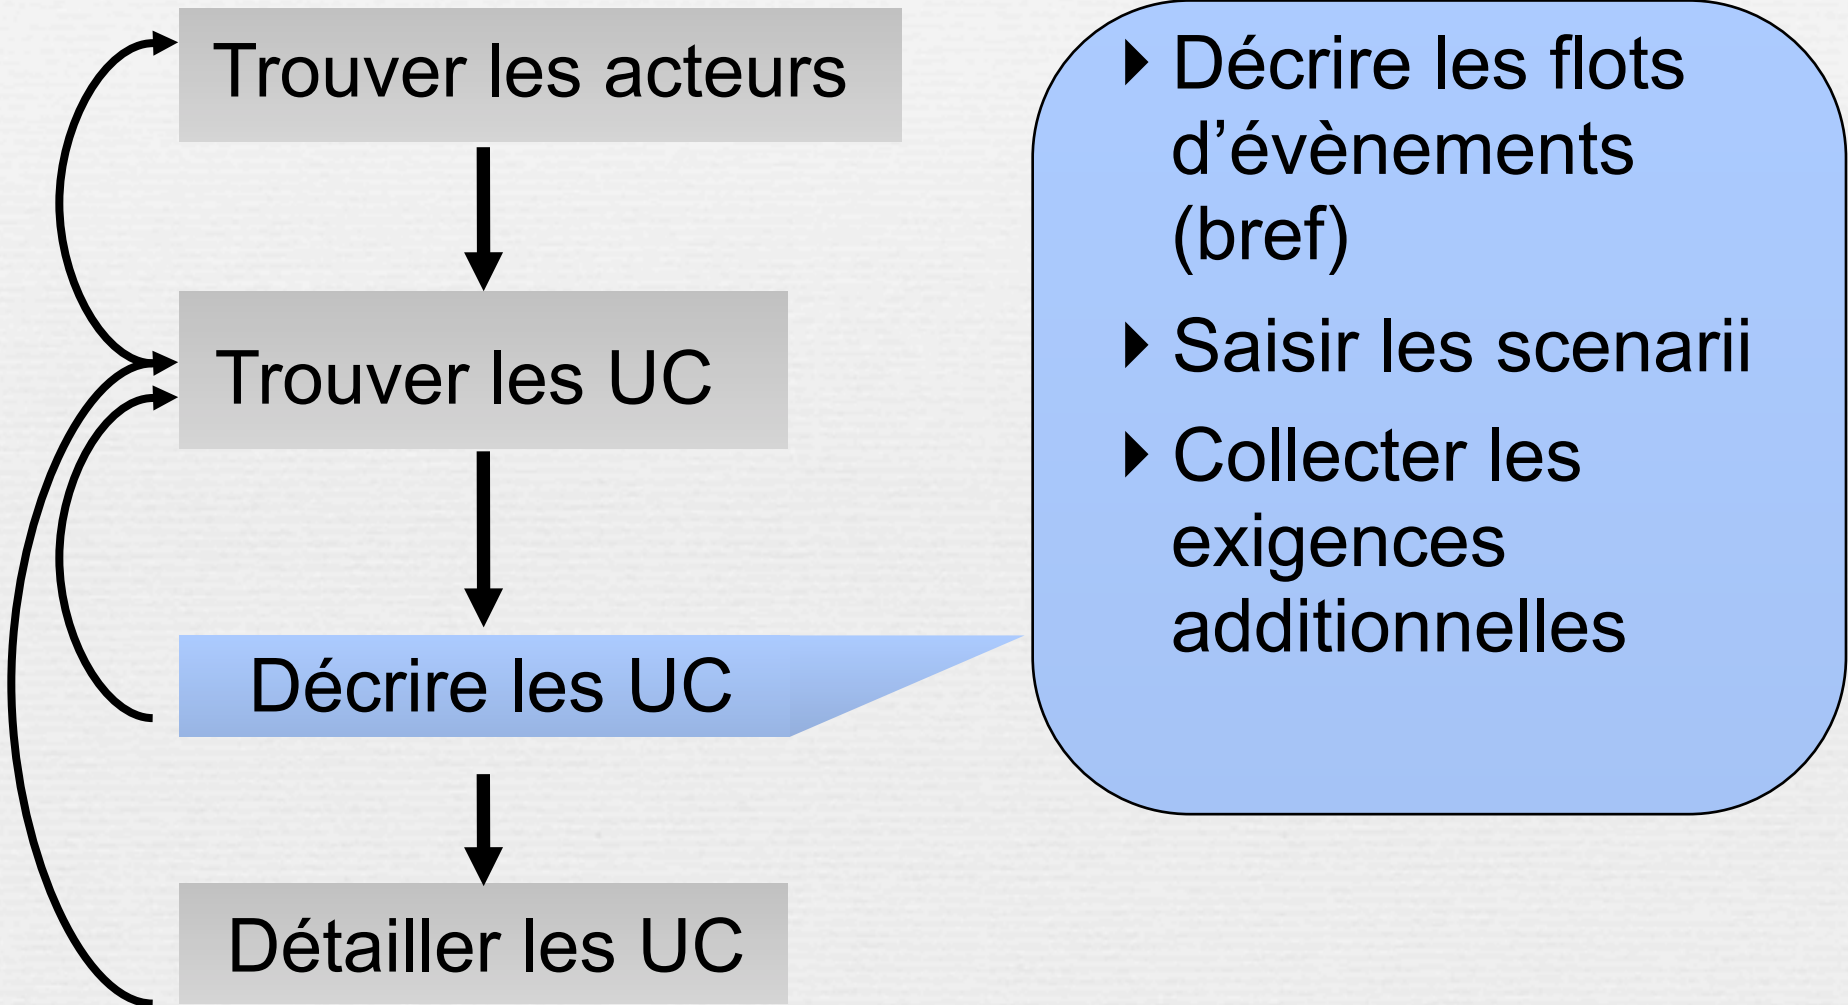 Trouver les acteurs
Trouver les UC
Décrire les UC
Détailler les UC
Décrire les flots
d’évènements
(bref)
Saisir les scenarii
Collecter les
exigences
additionnelles